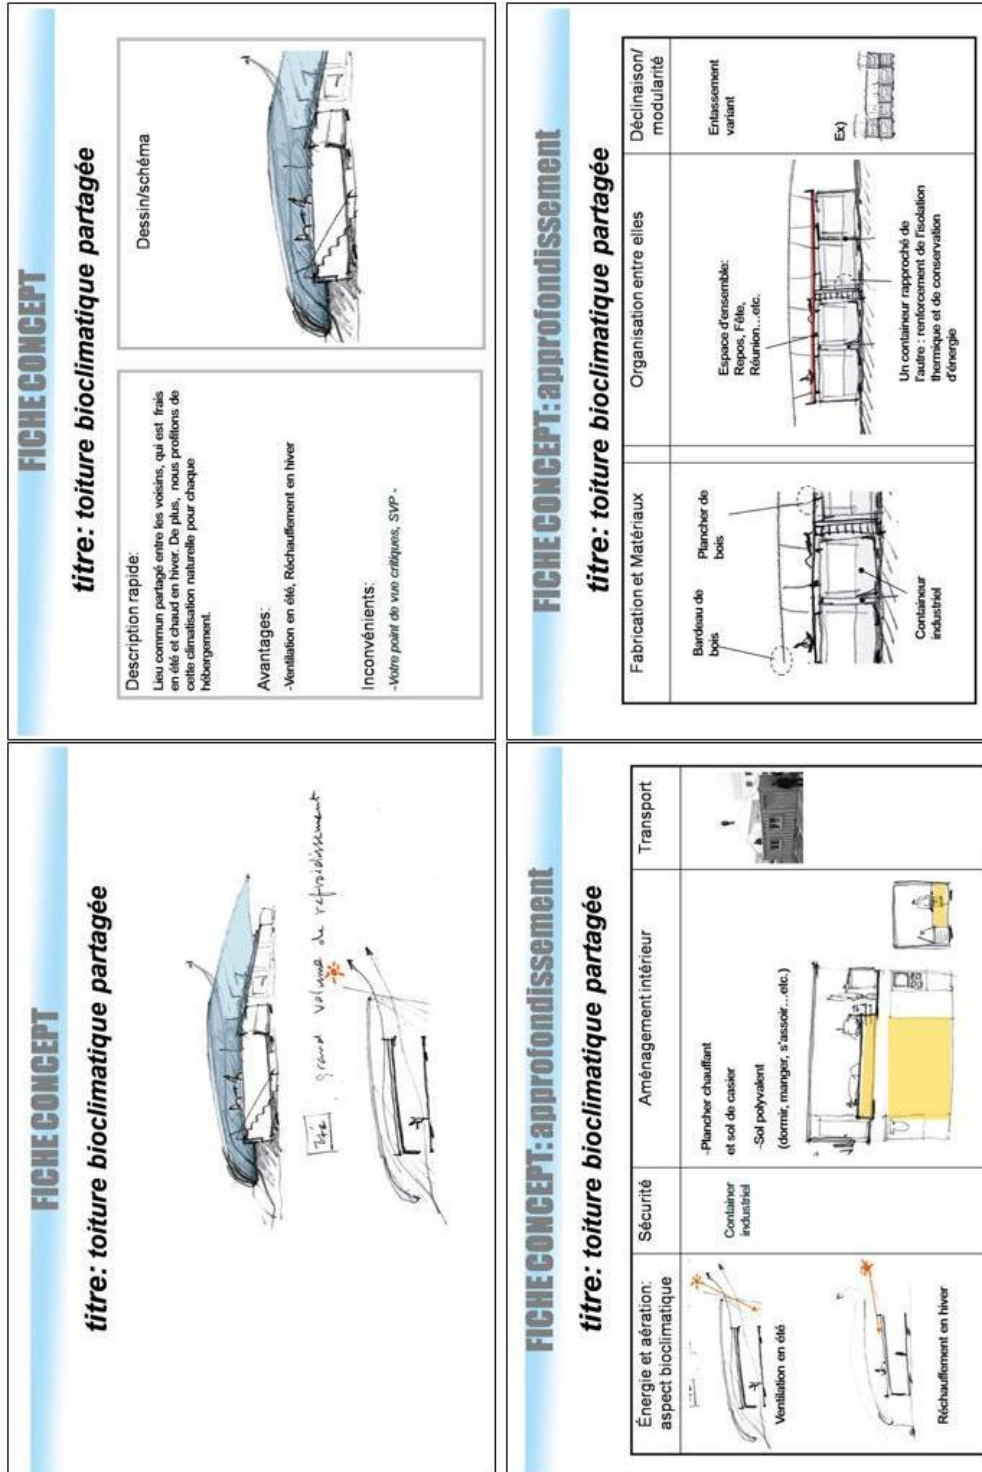 FICHE CONCEPT
titre: toiture bioclimatique partagée
Été. grand volume de refroidissement
FICHE CONCEPT
titre: toiture bioclimatique partagée
Description rapide:
Lieu commun partagé entre les voisins, qui est frais
en été et chaud en hiver. De plus, nous profitons de
cette climatisation naturelle pour chaque
hébergement.
Avantages:
-Ventilation en été, Réchauffement en hiver
Inconvénients:
-Votre point de vue critiques, SVP -
Dessin/schéma
FICHE CONCEPT: approfondissement
titre: toiture bioclimatique partagée
Énergie et aération:
aspect bioclimatique
Ventilation en été
Réchauffement en hiver
Sécurité
Container
industriel
Aménagement intérieur
-Plancher chauffant
et sol de casier
-Sol polyvalent
(dormir, manger, s'assoir...etc.)
Transport
FICHE CONCEPT: approfondissement
titre: toiture bioclimatique partagée
Fabrication et Matériaux
Bardeau de
bois
Plancher de
bois
Containeur
industriel
Organisation entre elles
Espace d'ensemble:
Repos, Fête,
Réunion...etc.
Un containeur rapproché de
l'autre : renforcement de l'isolation
thermique et de conservation
d'énergie
Déclinaison/
modularité
Entassement
variant
Ex)